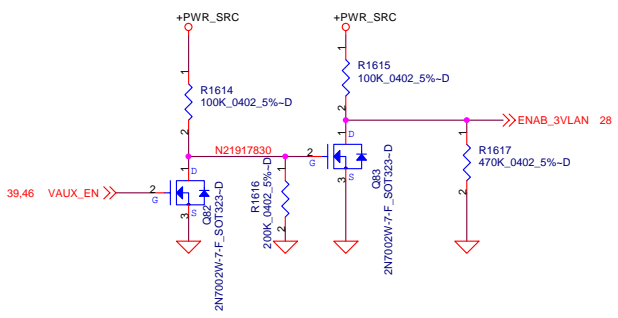 +PWR_SRC
+PWR_SRC
1
R1614
100K_0402_5%~D
2
1
R1615
100K_0402_5%~D
2
ENAB_3VLAN 28
N21917830
2
G
1
D
S
3
Q83
2N7002W-7-F_SOT323~D
1
R1617
470K_0402_5%~D
2
39,46 VAUX_EN
2
G
1
D
S
3
Q82
2N7002W-7-F_SOT323~D
1
R1616
200K_0402_5%~D
2